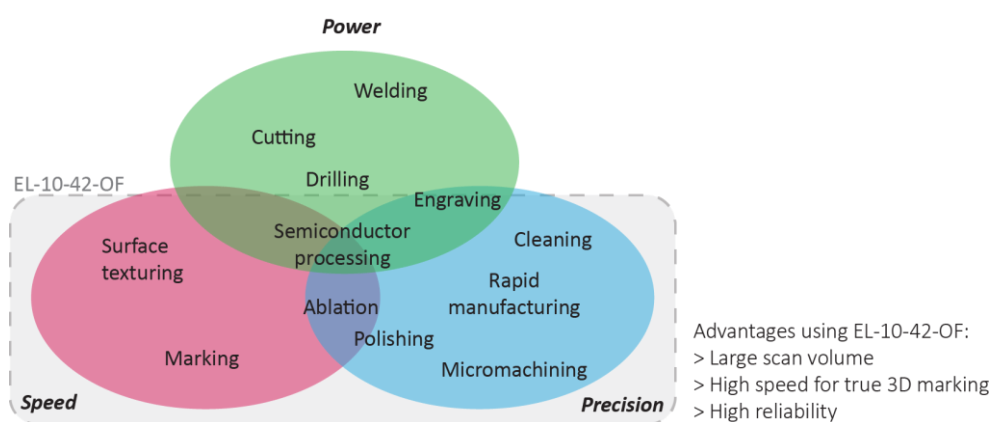 Power
Welding
Cutting
Drilling
EL-10-42-OF
Engraving
Semiconductor
processing
Surface
texturing
Cleaning
Rapid
manufacturing
Ablation
Polishing
Marking
Micromachining
Speed
Precision
Advantages using EL-10-42-OF:
> Large scan volume
> High speed for true 3D marking
> High reliability